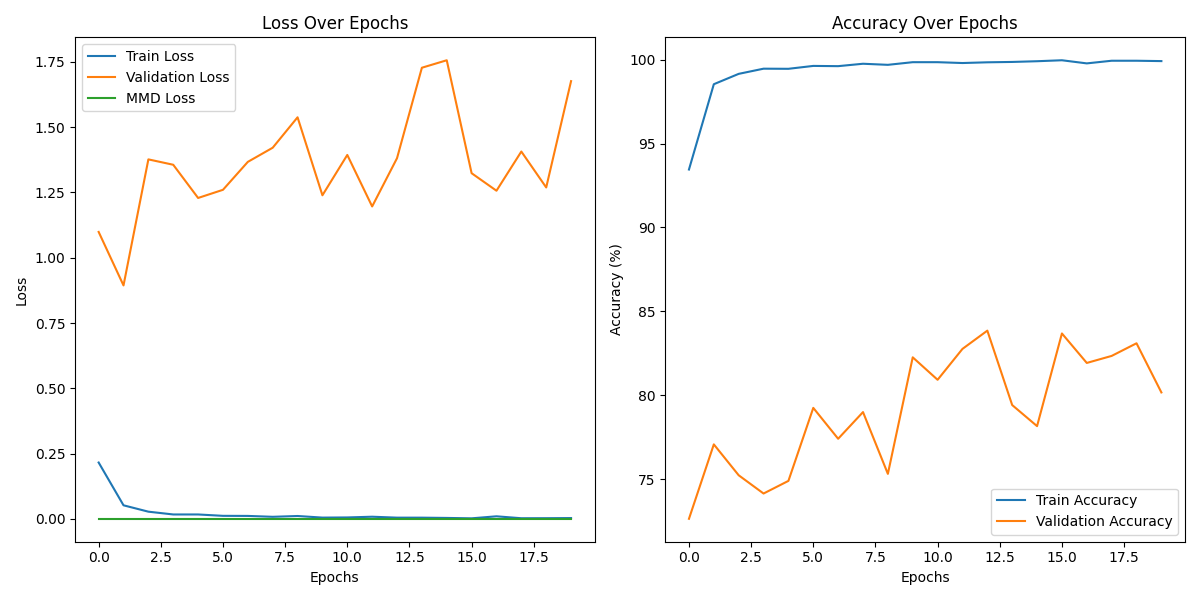 Loss Over Epochs
Train Loss
Validation Loss
MMD Loss
1.75
1.50
1.25
1.00
0.75
0.50
0.25
0.00
Loss
0.0 2.5 5.0 7.5 10.0 12.5 15.0 17.5
Epochs
Accuracy Over Epochs
100
95
90
85
80
75
Accuracy (%)
Train Accuracy
Validation Accuracy
0.0 2.5 5.0 7.5 10.0 12.5 15.0 17.5
Epochs